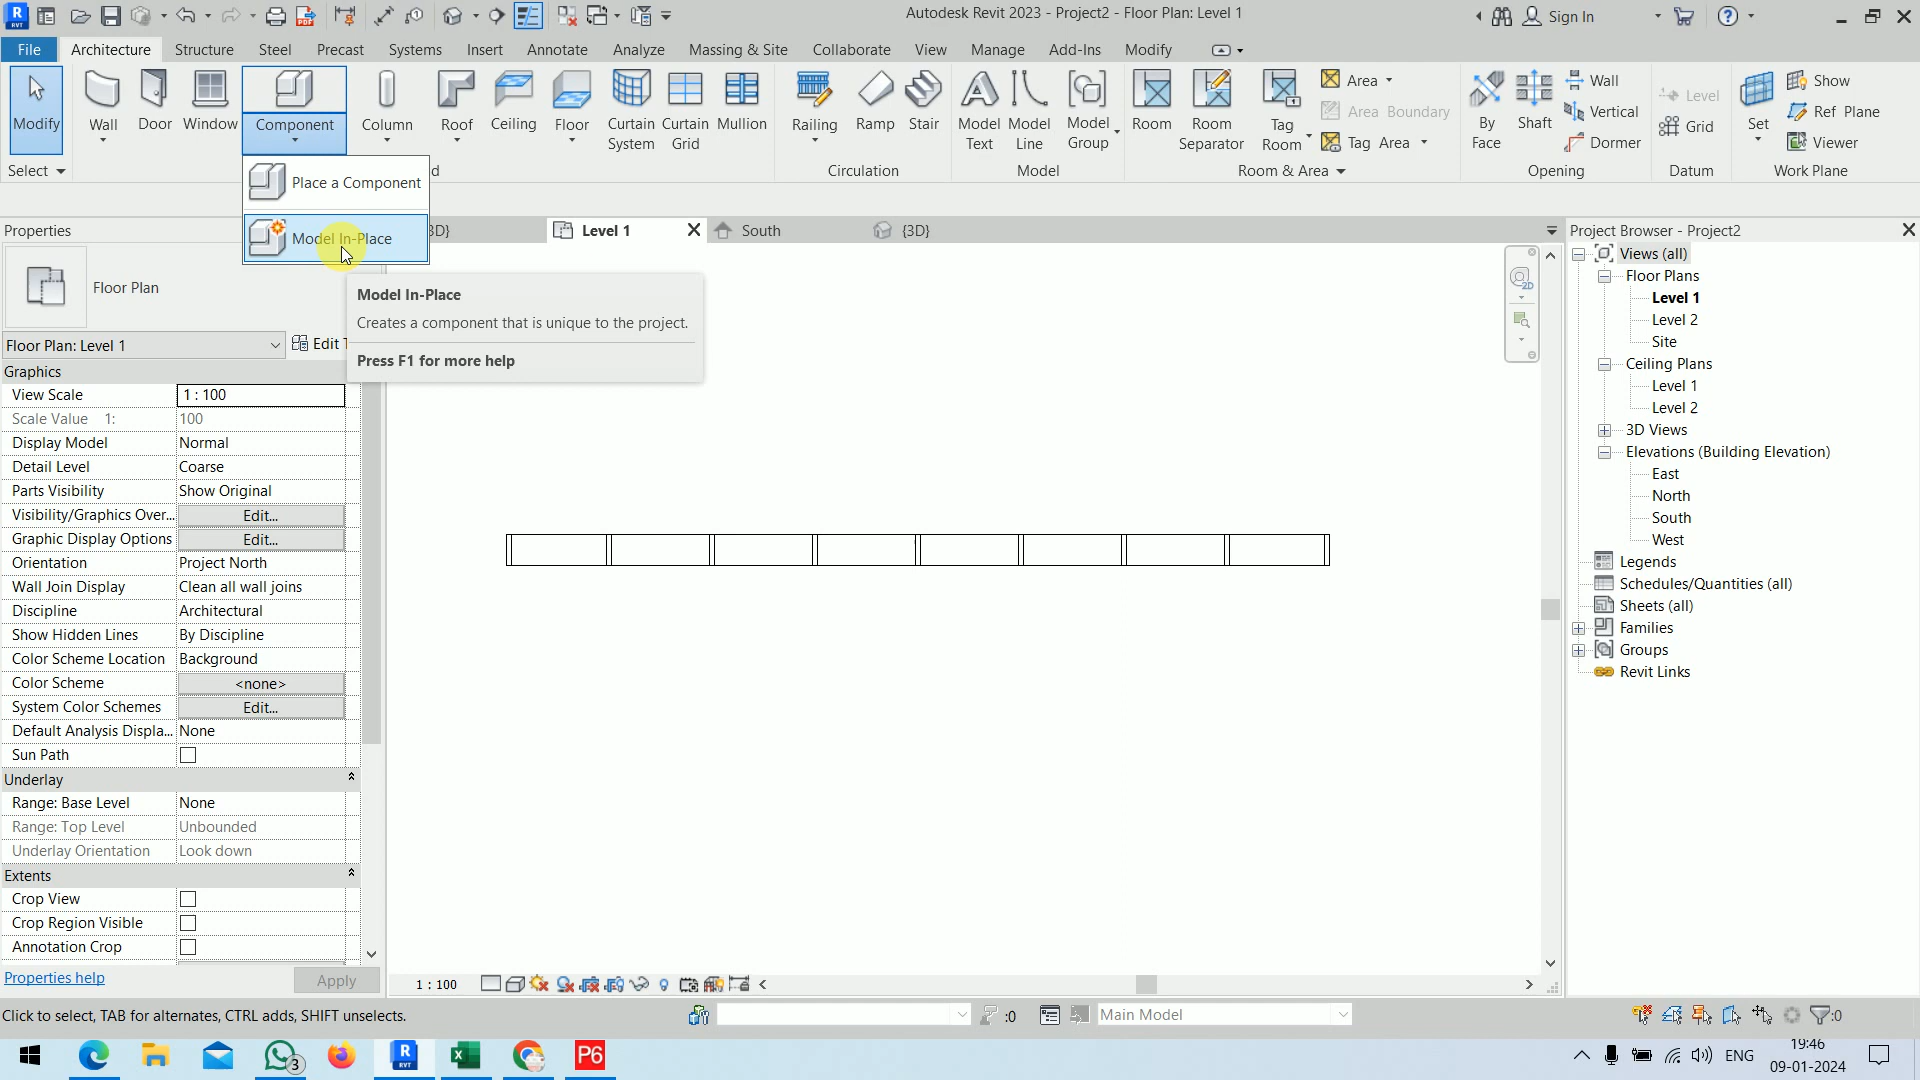 Autodesk Revit 2023 - Project2 - Floor Plan: Level 1
Sign In
File Architecture Structure Steel Precast Systems Insert Annotate Analyze Massing & Site Collaborate View Manage Add-Ins Modify
Modify
Wall
Door
Window
Component
Column
Roof
Ceiling
Floor
Curtain System
Curtain Grid
Mullion
Railing
Ramp
Stair
Model Text
Model Line
Model Group
Room
Room Separator
Tag Room
Area
Area Boundary
Tag Area
By Face
Shaft
Wall
Vertical
Dormer
Level
Grid
Set
Show
Ref Plane
Viewer
Select
d
Circulation
Model
Room & Area
Opening
Datum
Work Plane
Place a Component
Model In-Place
Model In-Place
Creates a component that is unique to the project.
Press F1 for more help
3D}
Level 1
South
{3D}
Properties
Floor Plan
Floor Plan: Level 1
Edit T
Graphics
View Scale 1 : 100
Scale Value 1: 100
Display Model Normal
Detail Level Coarse
Parts Visibility Show Original
Visibility/Graphics Over... Edit...
Graphic Display Options Edit...
Orientation Project North
Wall Join Display Clean all wall joins
Discipline Architectural
Show Hidden Lines By Discipline
Color Scheme Location Background
Color Scheme <none>
System Color Schemes Edit...
Default Analysis Displa... None
Sun Path
Underlay
Range: Base Level None
Range: Top Level Unbounded
Underlay Orientation Look down
Extents
Crop View
Crop Region Visible
Annotation Crop
Properties help
Apply
1 : 100
Project Browser - Project2
Views (all)
Floor Plans
Level 1
Level 2
Site
Ceiling Plans
Level 1
Level 2
3D Views
Elevations (Building Elevation)
East
North
South
West
Legends
Schedules/Quantities (all)
Sheets (all)
Families
Groups
Revit Links
Click to select, TAB for alternates, CTRL adds, SHIFT unselects.
:0
Main Model
:0
3
P6
ENG
19:46
09-01-2024